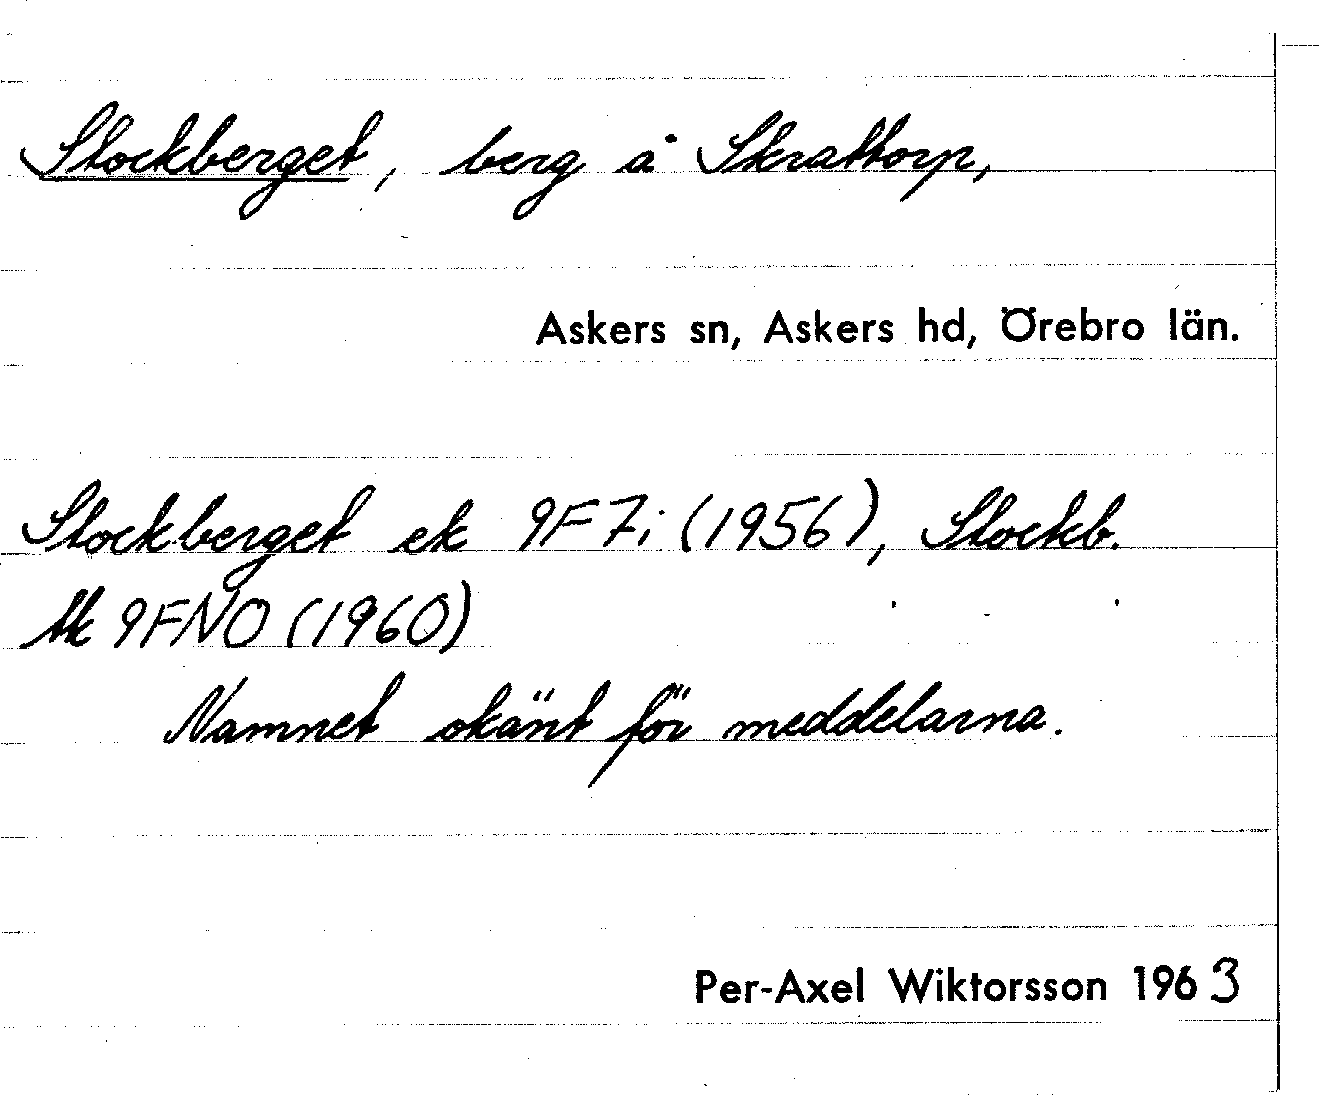 Stockberget, berg å Skrattorp,
Askers sn, Askers hd, Örebro län.
Stockberget ek 9F7i (1956), Stockb.
tk 9FNO (1960)
Namnet okänt för meddelarna.
Per-Axel Wiktorsson 1963